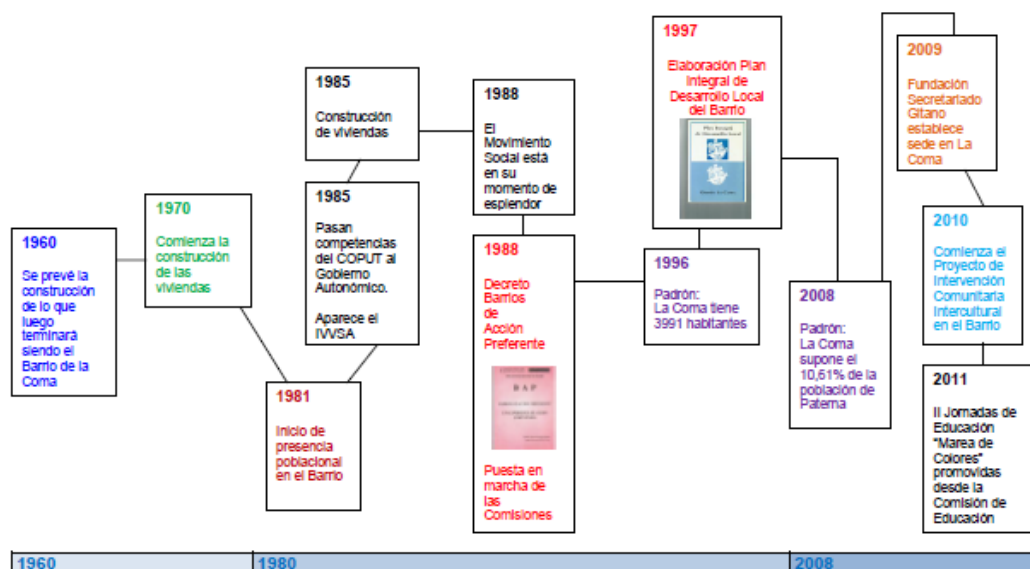 1960
Se prevé la
construcción
de lo que
luego
terminará
siendo el
Barrio de la
Coma
1970
Comienza la
construcción
de las
viviendas
1981
Inicio de
presencia
poblacional
en el Barrio
1985
Construcción
de viviendas
1985
Pasan
competencias
del COPUT al
Gobierno
Autonómico.
Aparece el
IVVSA
1988
El
Movimiento
Social está
en su
momento de
esplendor
1988
Decreto
Barrios
de
Acción
Preferente
B A P
Puesta en
marcha de
las
Comisiones
1996
Padrón:
La Coma tiene
3991 habitantes
1997
Elaboración Plan
Integral de
Desarrollo Local
del Barrio
2008
Padrón:
La Coma
supone el
10,61% de la
población de
Paterna
2009
Fundación
Secretariado
Gitano
establece
sede en La
Coma
2010
Comienza el
Proyecto de
Intervención
Comunitaria
Intercultural
en el Barrio
2011
II Jornadas de
Educación
"Marea de
Colores"
promovidas
desde la
Comisión de
Educación
1960
1980
2008